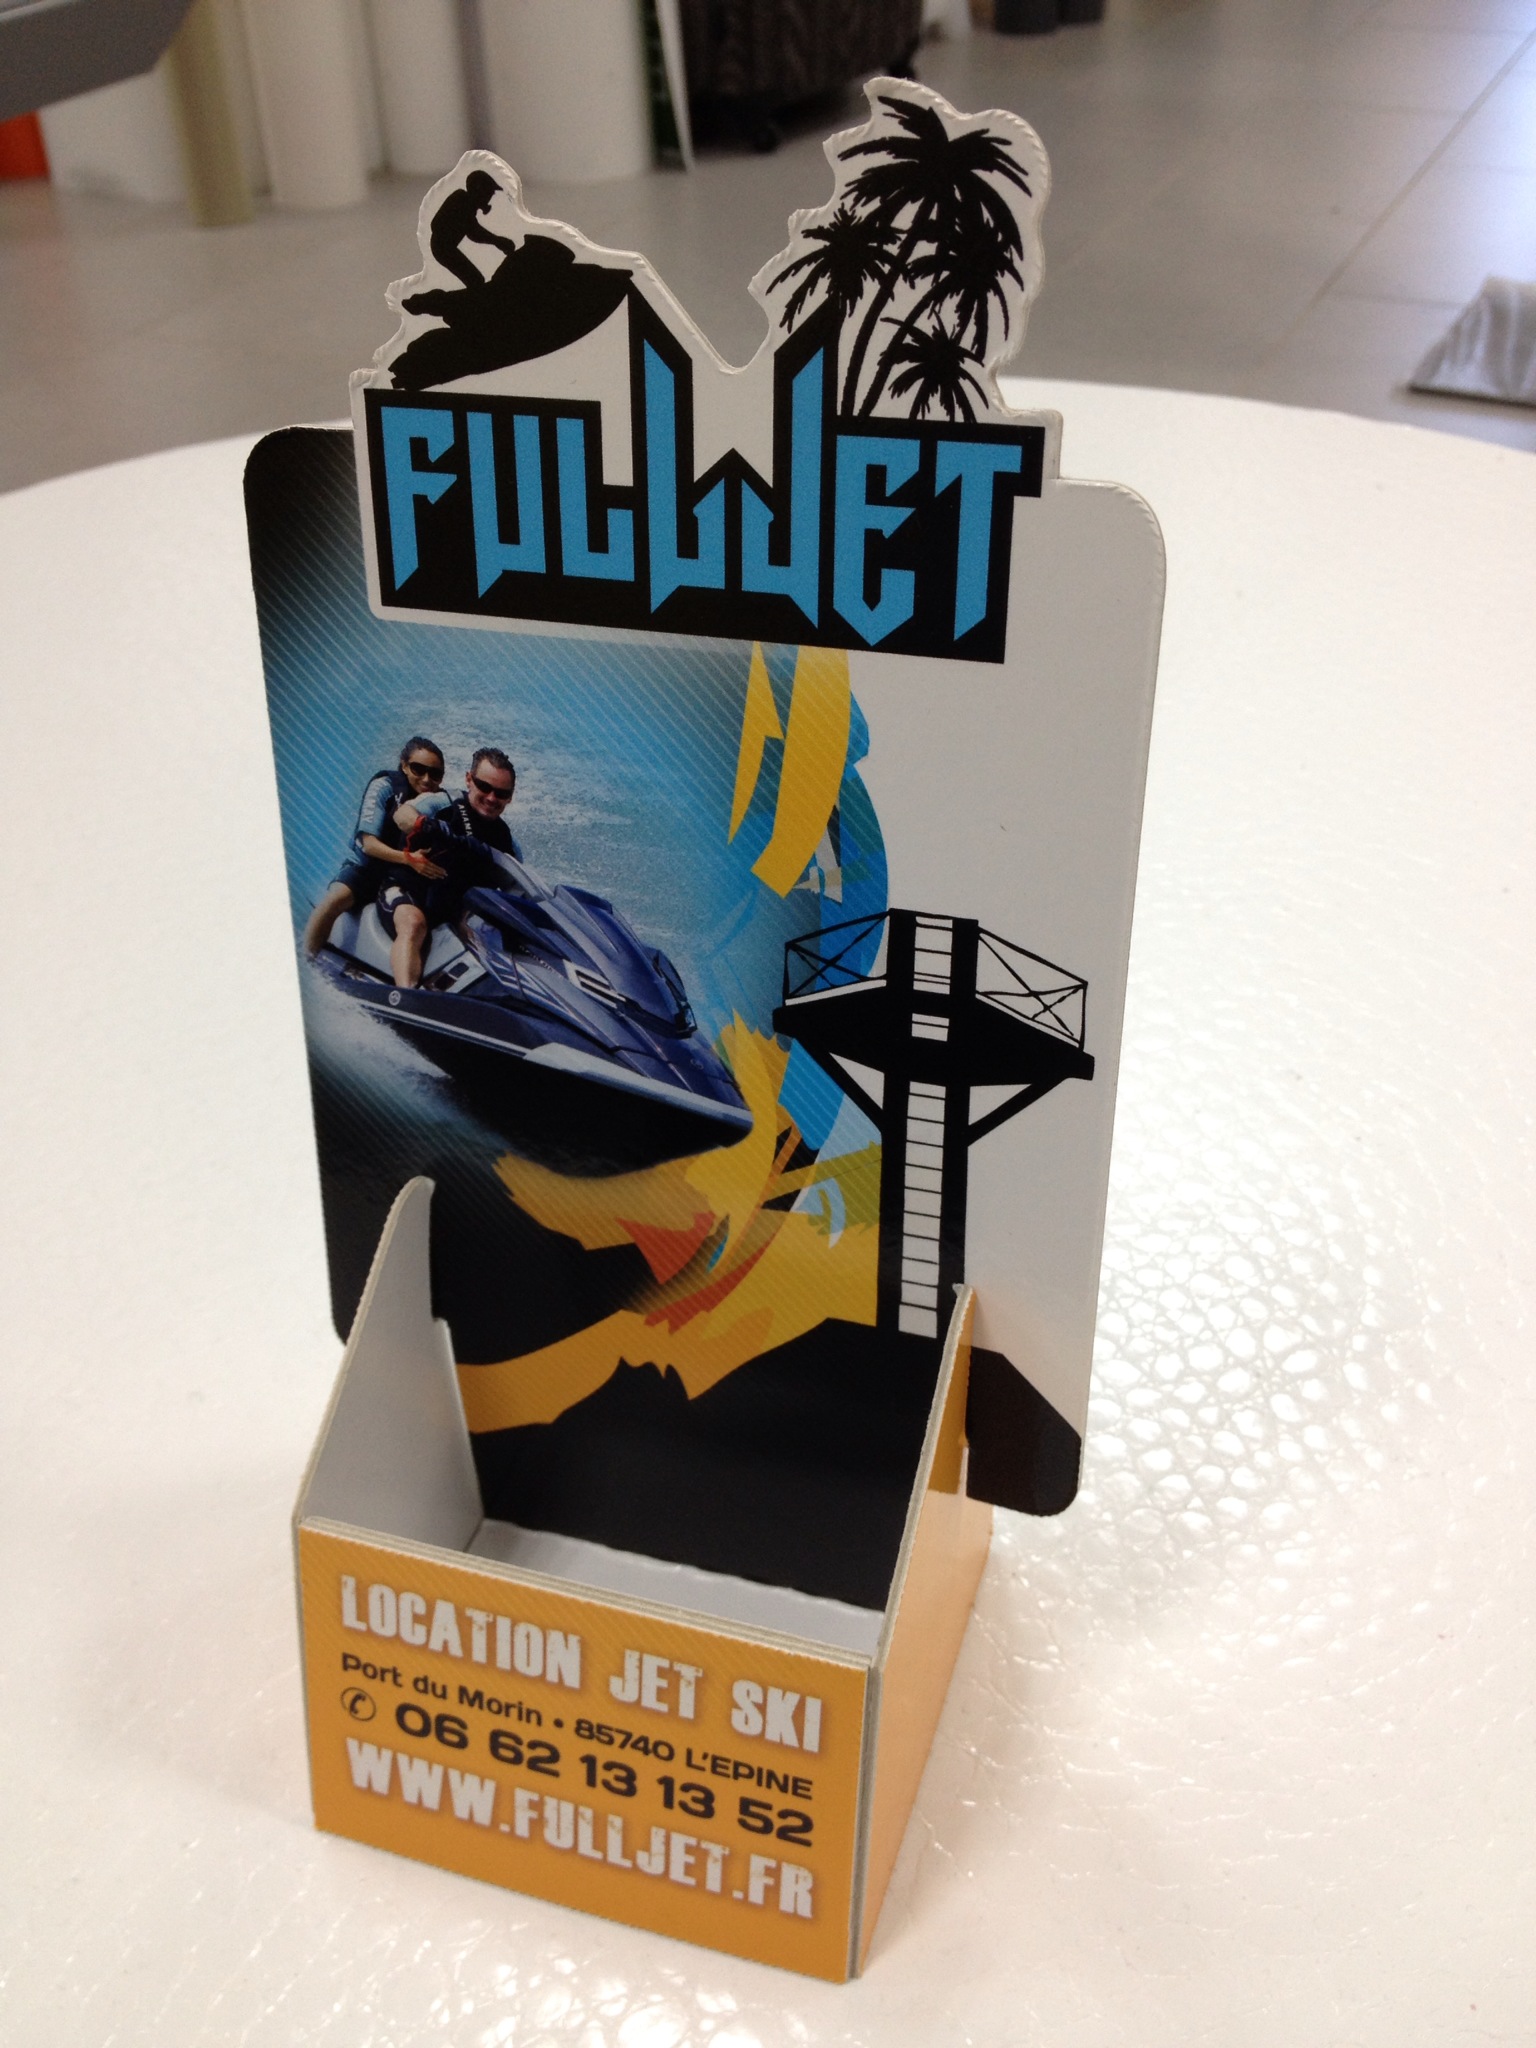 FULLJET
LOCATION JET SKI
Port du Morin • 85740 L'EPINE
✆ 06 62 13 13 52
WWW.FULLJET.FR